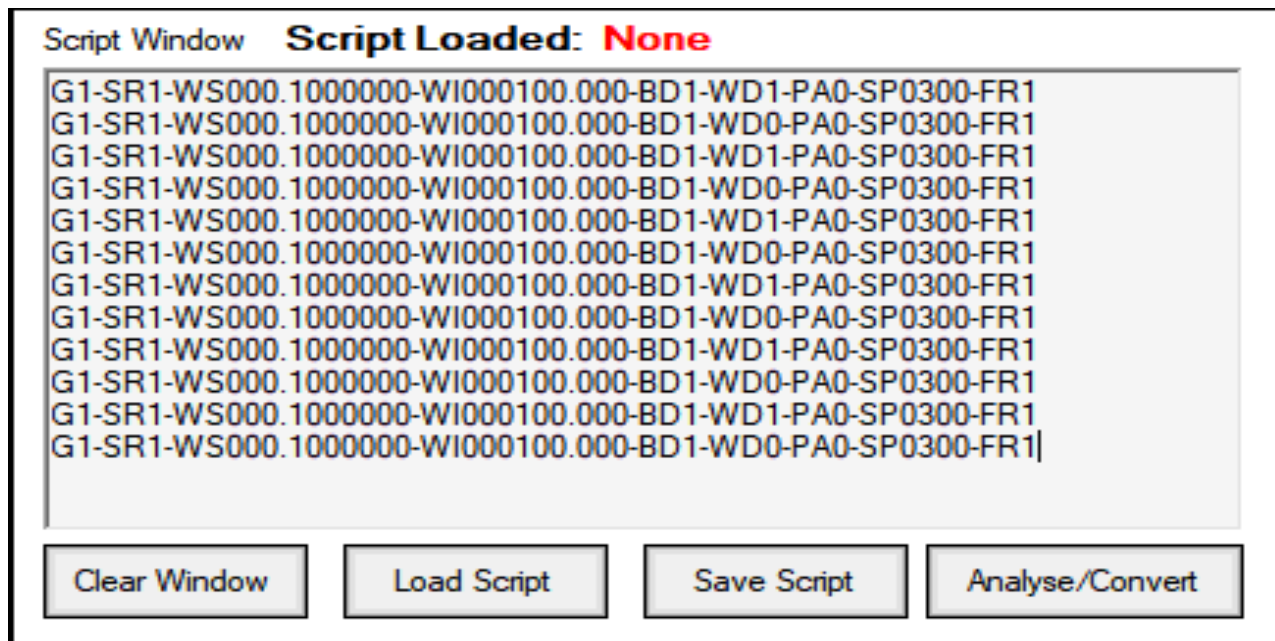 Script Window Script Loaded: None
G1-SR1-WS000.1000000-WI000100.000-BD1-WD1-PA0-SP0300-FR1
G1-SR1-WS000.1000000-WI000100.000-BD1-WD0-PA0-SP0300-FR1
G1-SR1-WS000.1000000-WI000100.000-BD1-WD1-PA0-SP0300-FR1
G1-SR1-WS000.1000000-WI000100.000-BD1-WD0-PA0-SP0300-FR1
G1-SR1-WS000.1000000-WI000100.000-BD1-WD1-PA0-SP0300-FR1
G1-SR1-WS000.1000000-WI000100.000-BD1-WD0-PA0-SP0300-FR1
G1-SR1-WS000.1000000-WI000100.000-BD1-WD1-PA0-SP0300-FR1
G1-SR1-WS000.1000000-WI000100.000-BD1-WD0-PA0-SP0300-FR1
G1-SR1-WS000.1000000-WI000100.000-BD1-WD1-PA0-SP0300-FR1
G1-SR1-WS000.1000000-WI000100.000-BD1-WD0-PA0-SP0300-FR1
G1-SR1-WS000.1000000-WI000100.000-BD1-WD1-PA0-SP0300-FR1
G1-SR1-WS000.1000000-WI000100.000-BD1-WD0-PA0-SP0300-FR1
Clear Window Load Script Save Script Analyse/Convert